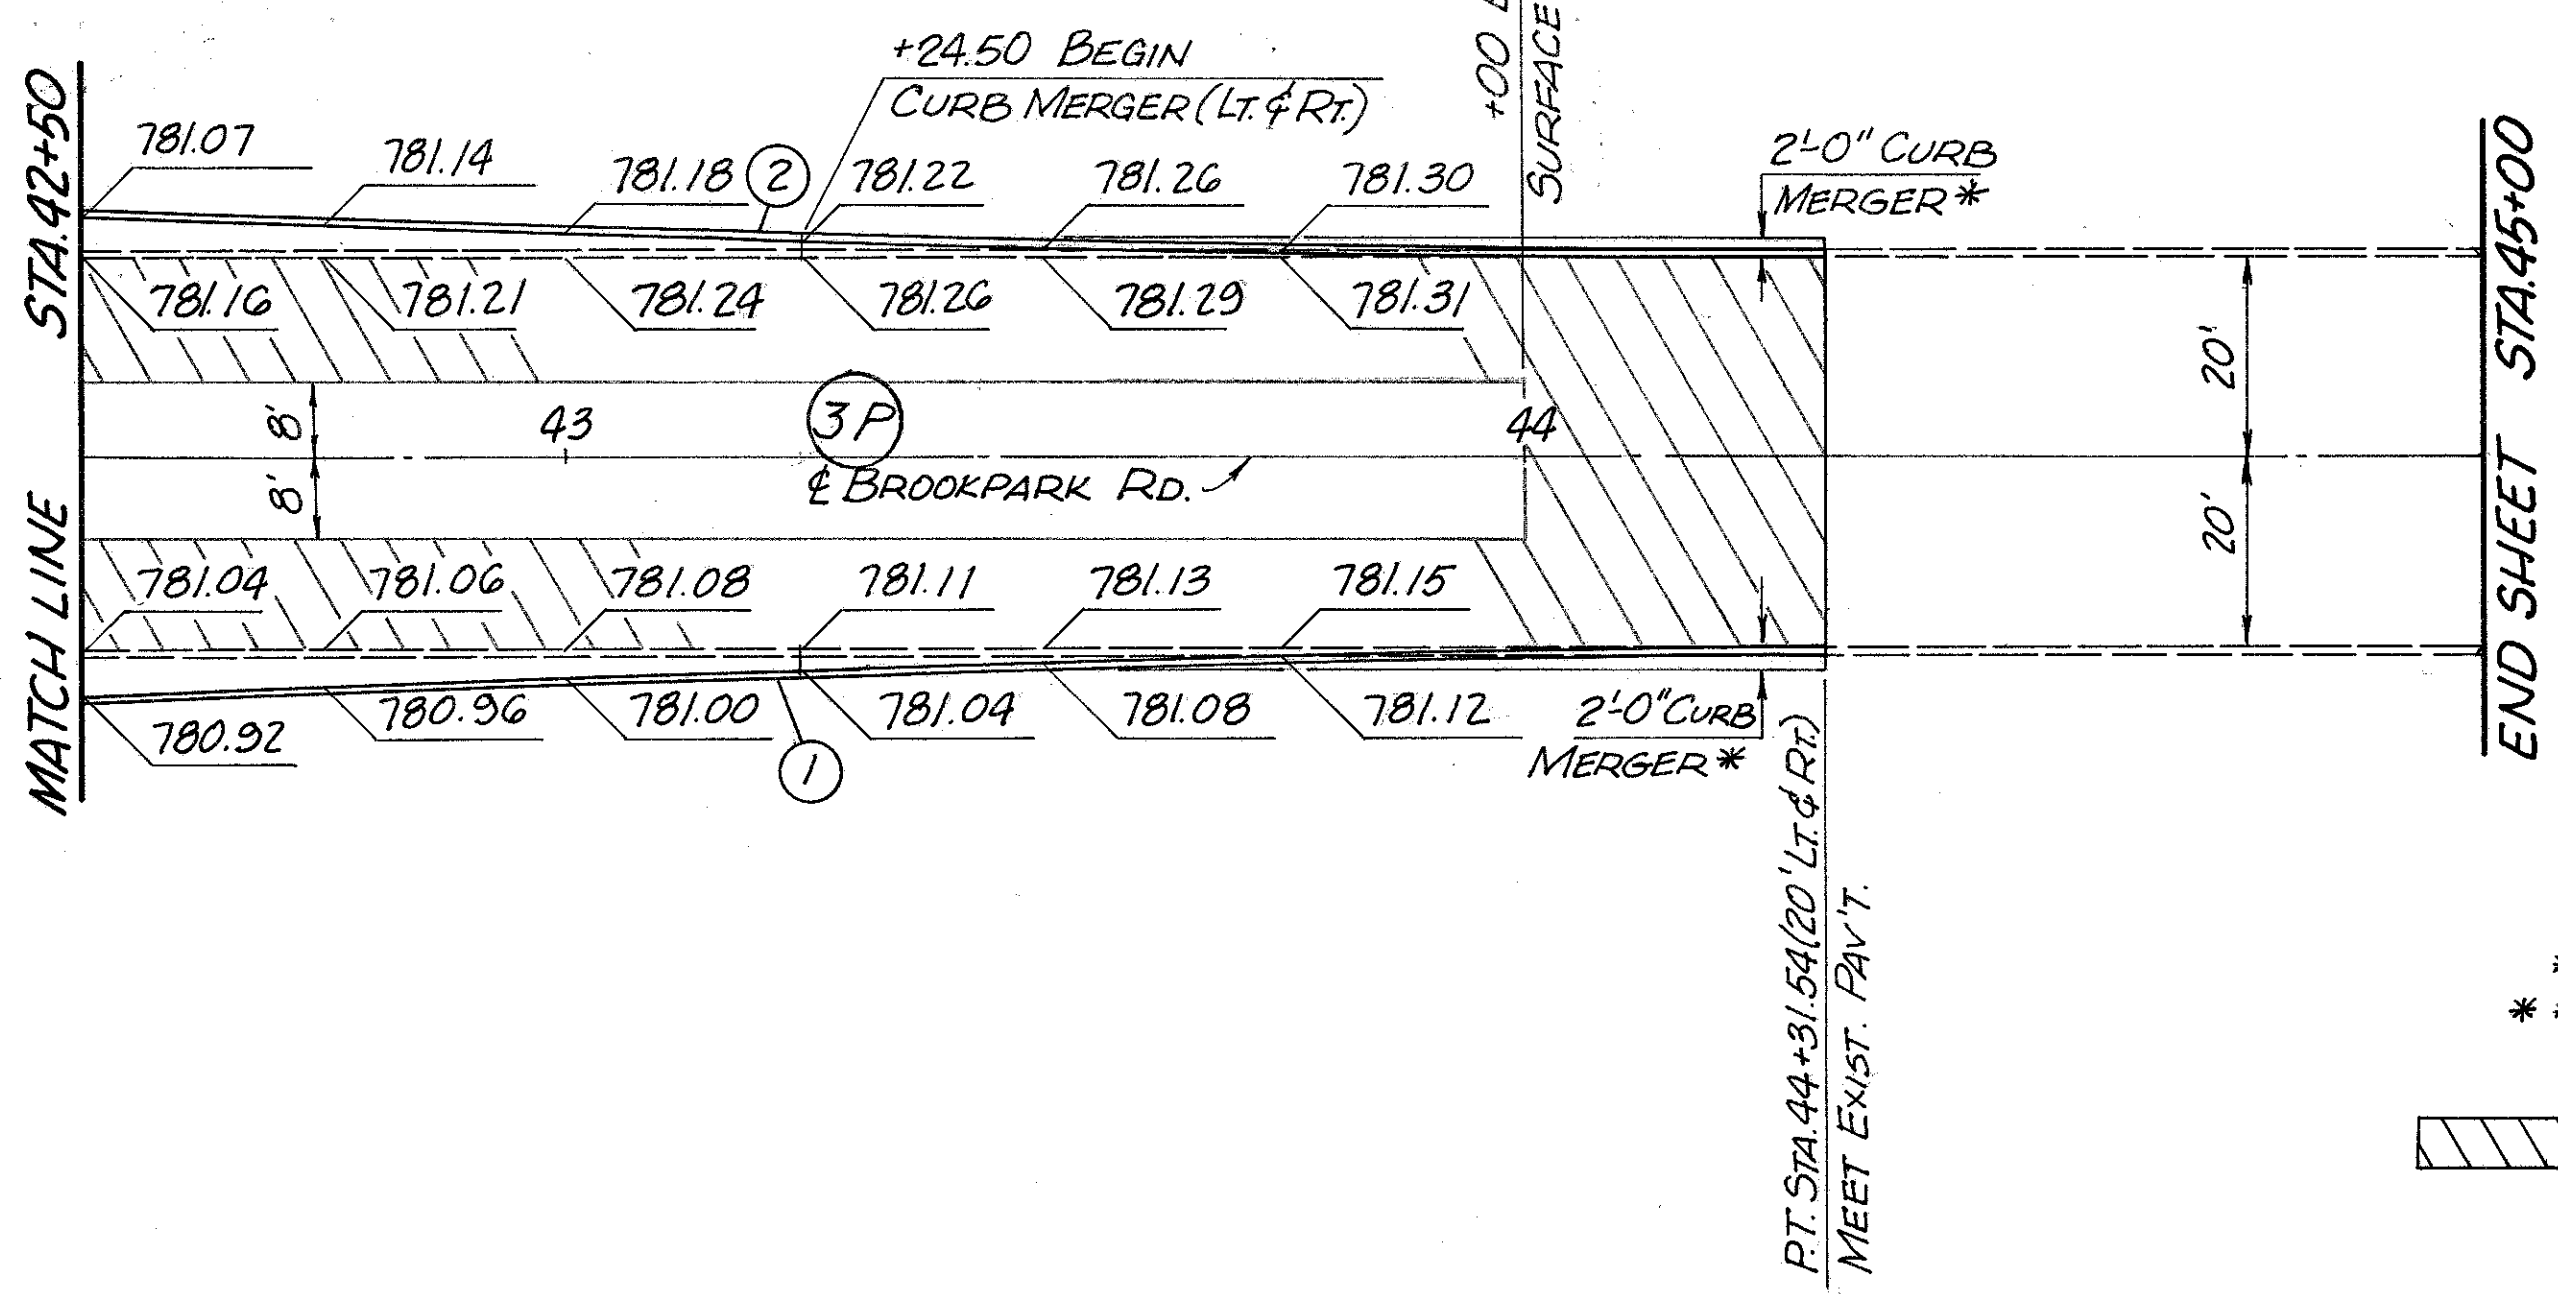 MATCH LINE STA. 42+50
+24.50 BEGIN
CURB MERGER (LT. & RT.)
+00
SURFACE
2'-0" CURB
MERGER *
781.07
781.14
781.18
2
781.22
781.26
781.30
781.16
781.21
781.24
781.26
781.29
781.31
8'
43
3P
44
20'
8'
℄ BROOKPARK RD.
20'
781.04
781.06
781.08
781.11
781.13
781.15
780.92
780.96
781.00
781.04
781.08
781.12
2'-0" CURB
MERGER *
1
P.T. STA. 44+31.54 (20' LT. & RT.)
MEET EXIST. PAV'T.
END SHEET STA. 45+00
*